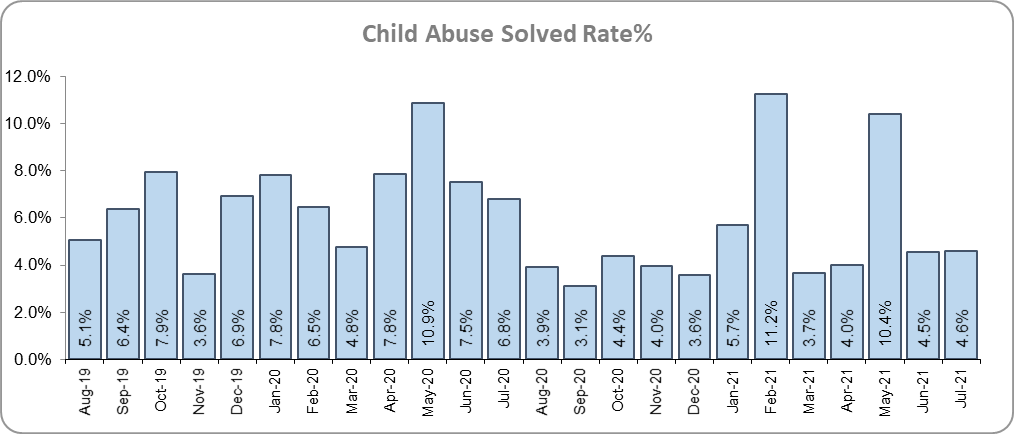 Child Abuse Solved Rate%
12.0%
10.0%
8.0%
6.0%
4.0%
2.0%
0.0%
5.1%
6.4%
7.9%
3.6%
6.9%
7.8%
6.5%
4.8%
7.8%
10.9%
7.5%
6.8%
3.9%
3.1%
4.4%
4.0%
3.6%
5.7%
11.2%
3.7%
4.0%
10.4%
4.5%
4.6%
Aug-19
Sep-19
Oct-19
Nov-19
Dec-19
Jan-20
Feb-20
Mar-20
Apr-20
May-20
Jun-20
Jul-20
Aug-20
Sep-20
Oct-20
Nov-20
Dec-20
Jan-21
Feb-21
Mar-21
Apr-21
May-21
Jun-21
Jul-21